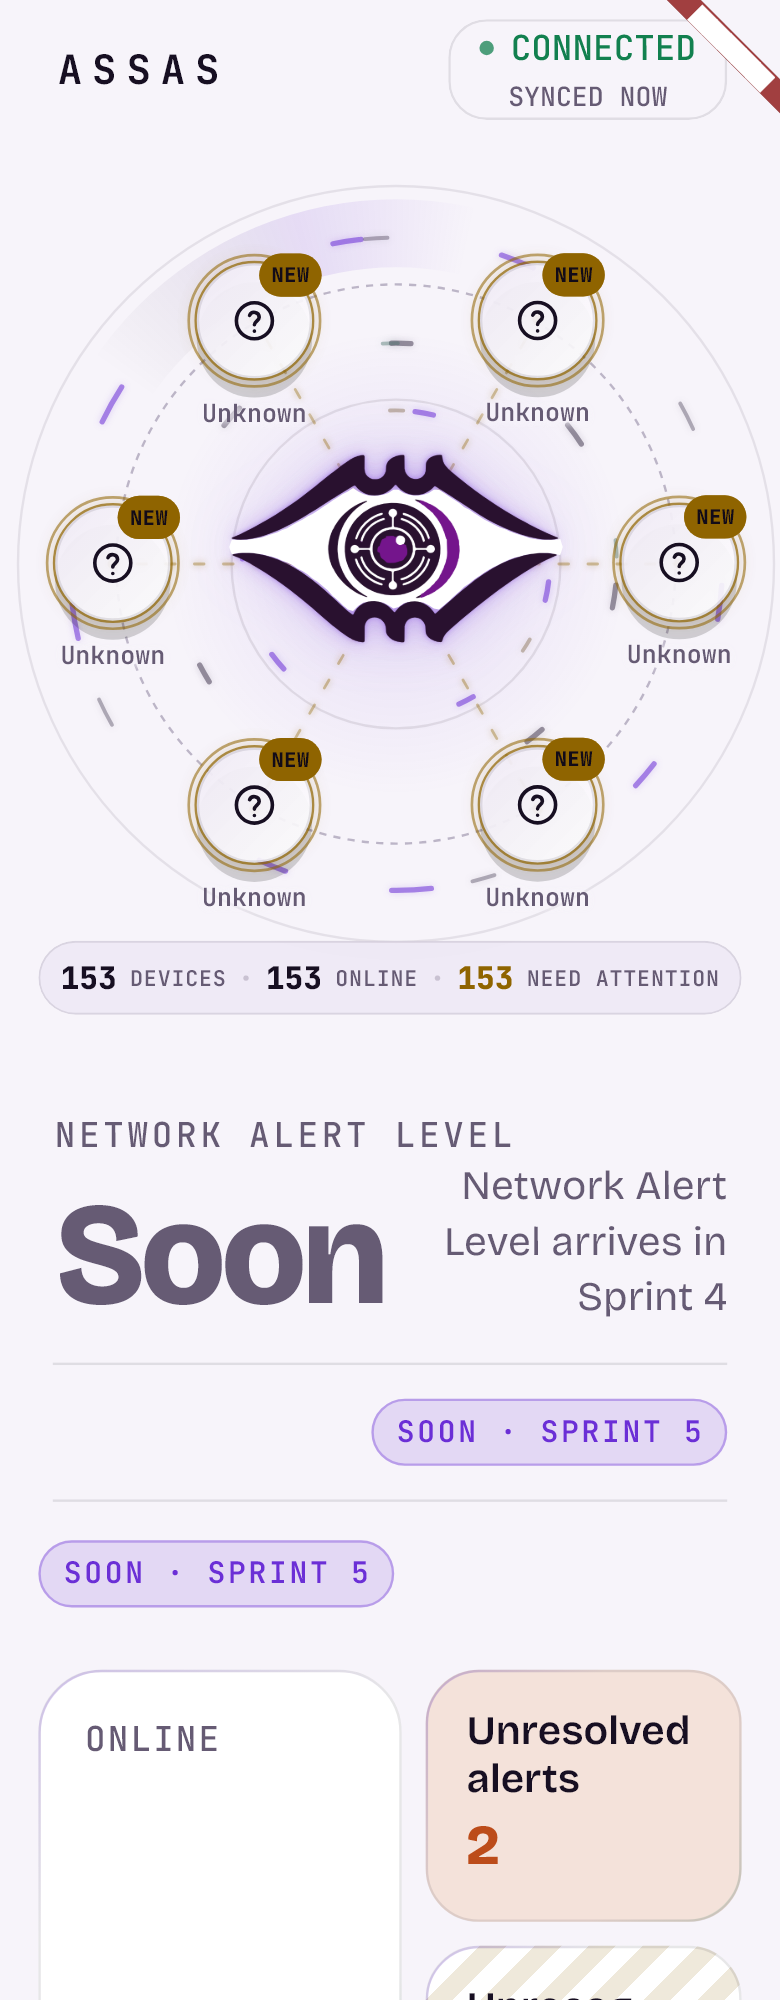 ASSAS
CONNECTED
SYNCED NOW
NEW
NEW
Unknown
Unknown
NEW
NEW
Unknown
Unknown
NEW
NEW
Unknown
Unknown
153 DEVICES · 153 ONLINE · 153 NEED ATTENTION
NETWORK ALERT LEVEL
Soon
Network Alert
Level arrives in
Sprint 4
SOON · SPRINT 5
SOON · SPRINT 5
ONLINE
Unresolved
alerts
2